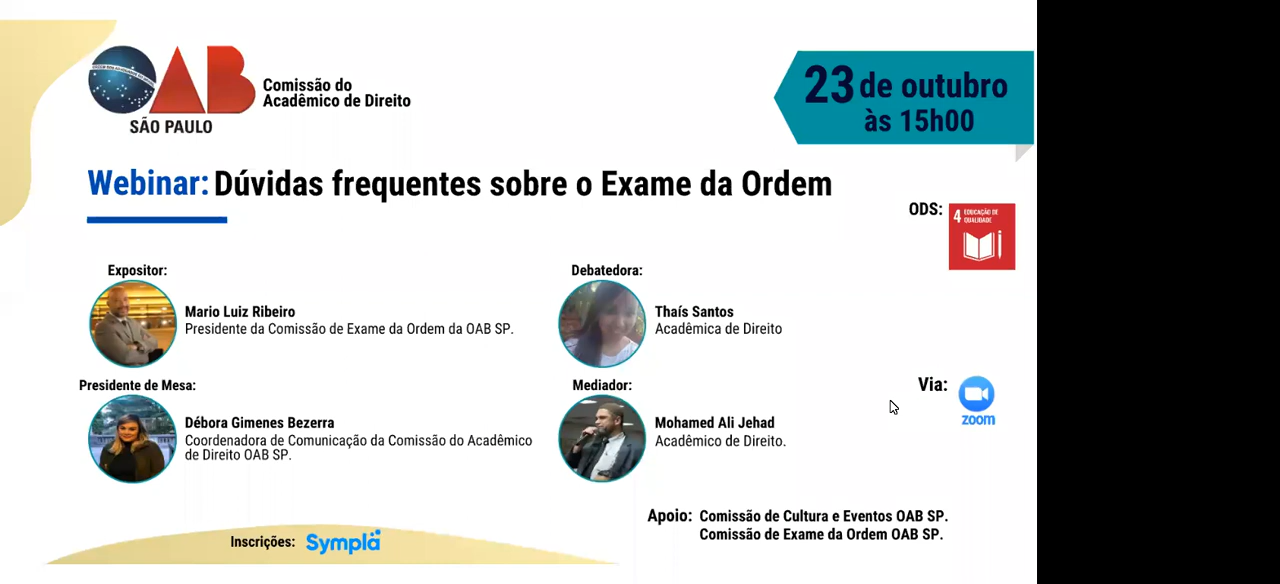 OAB
SÃO PAULO
Comissão do
Acadêmico de Direito
23 de outubro
às 15h00
Webinar: Dúvidas frequentes sobre o Exame da Ordem
ODS:
4 EDUCAÇÃO DE
QUALIDADE
Expositor:
Mario Luiz Ribeiro
Presidente da Comissão de Exame da Ordem da OAB SP.
Debatedora:
Thaís Santos
Acadêmica de Direito
Presidente de Mesa:
Débora Gimenes Bezerra
Coordenadora de Comunicação da Comissão do Acadêmico
de Direito OAB SP.
Mediador:
Mohamed Ali Jehad
Acadêmico de Direito.
Via:
zoom
Apoio: Comissão de Cultura e Eventos OAB SP.
Comissão de Exame da Ordem OAB SP.
Inscrições: Sympla